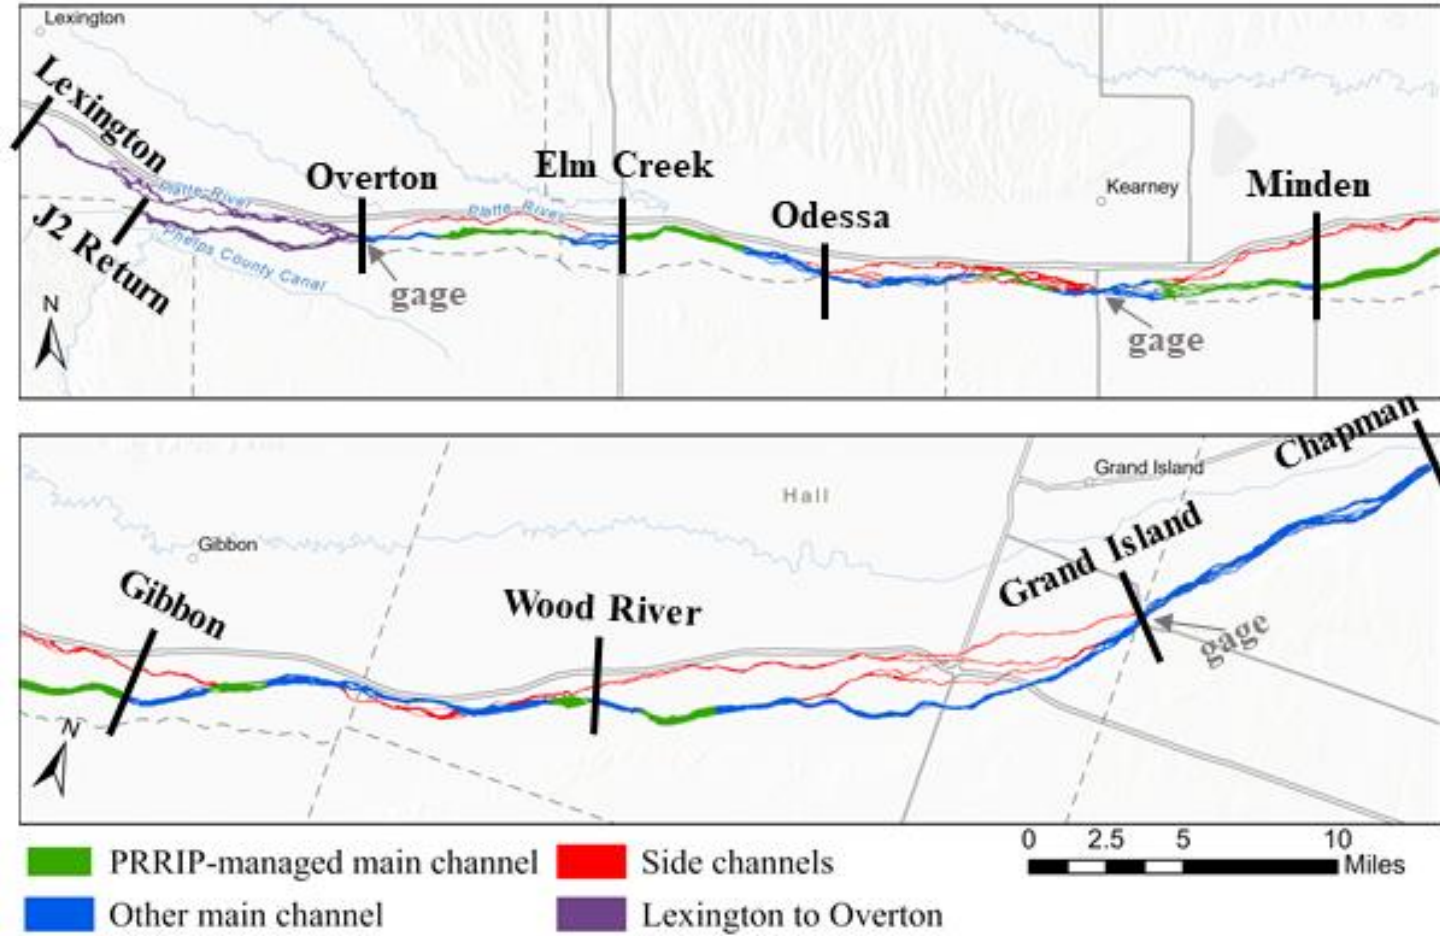 Lexington
Lexington
Platte River
J2 Return
Phelps County Canal
Overton
gage
Elm Creek
Platte River
Odessa
Kearney
gage
Minden
N
Chapman
Grand Island
Hall
Gibbon
Gibbon
Wood River
Grand Island
gage
N
PRRIP-managed main channel
Side channels
Other main channel
Lexington to Overton
0 2.5 5 10
Miles